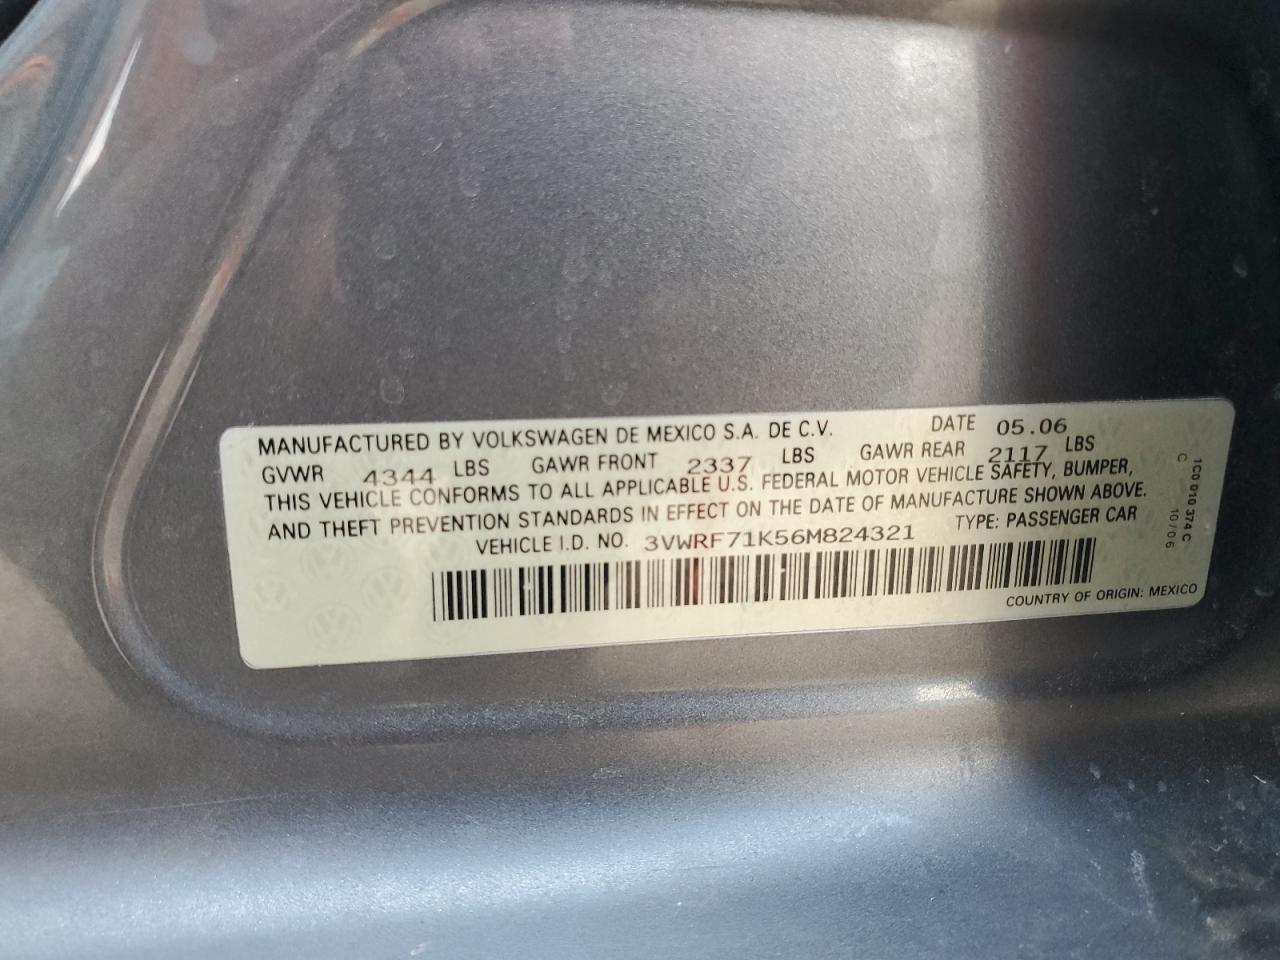 MANUFACTURED BY VOLKSWAGEN DE MEXICO S.A. DE C.V. DATE 05.06
GVWR 4344 LBS GAWR FRONT 2337 LBS GAWR REAR 2117 LBS
THIS VEHICLE CONFORMS TO ALL APPLICABLE U.S. FEDERAL MOTOR VEHICLE SAFETY, BUMPER,
AND THEFT PREVENTION STANDARDS IN EFFECT ON THE DATE OF MANUFACTURE SHOWN ABOVE.
VEHICLE I.D. NO. 3VWRF71K56M824321 TYPE: PASSENGER CAR
COUNTRY OF ORIGIN: MEXICO
1C0 010 374 C
C 10/06